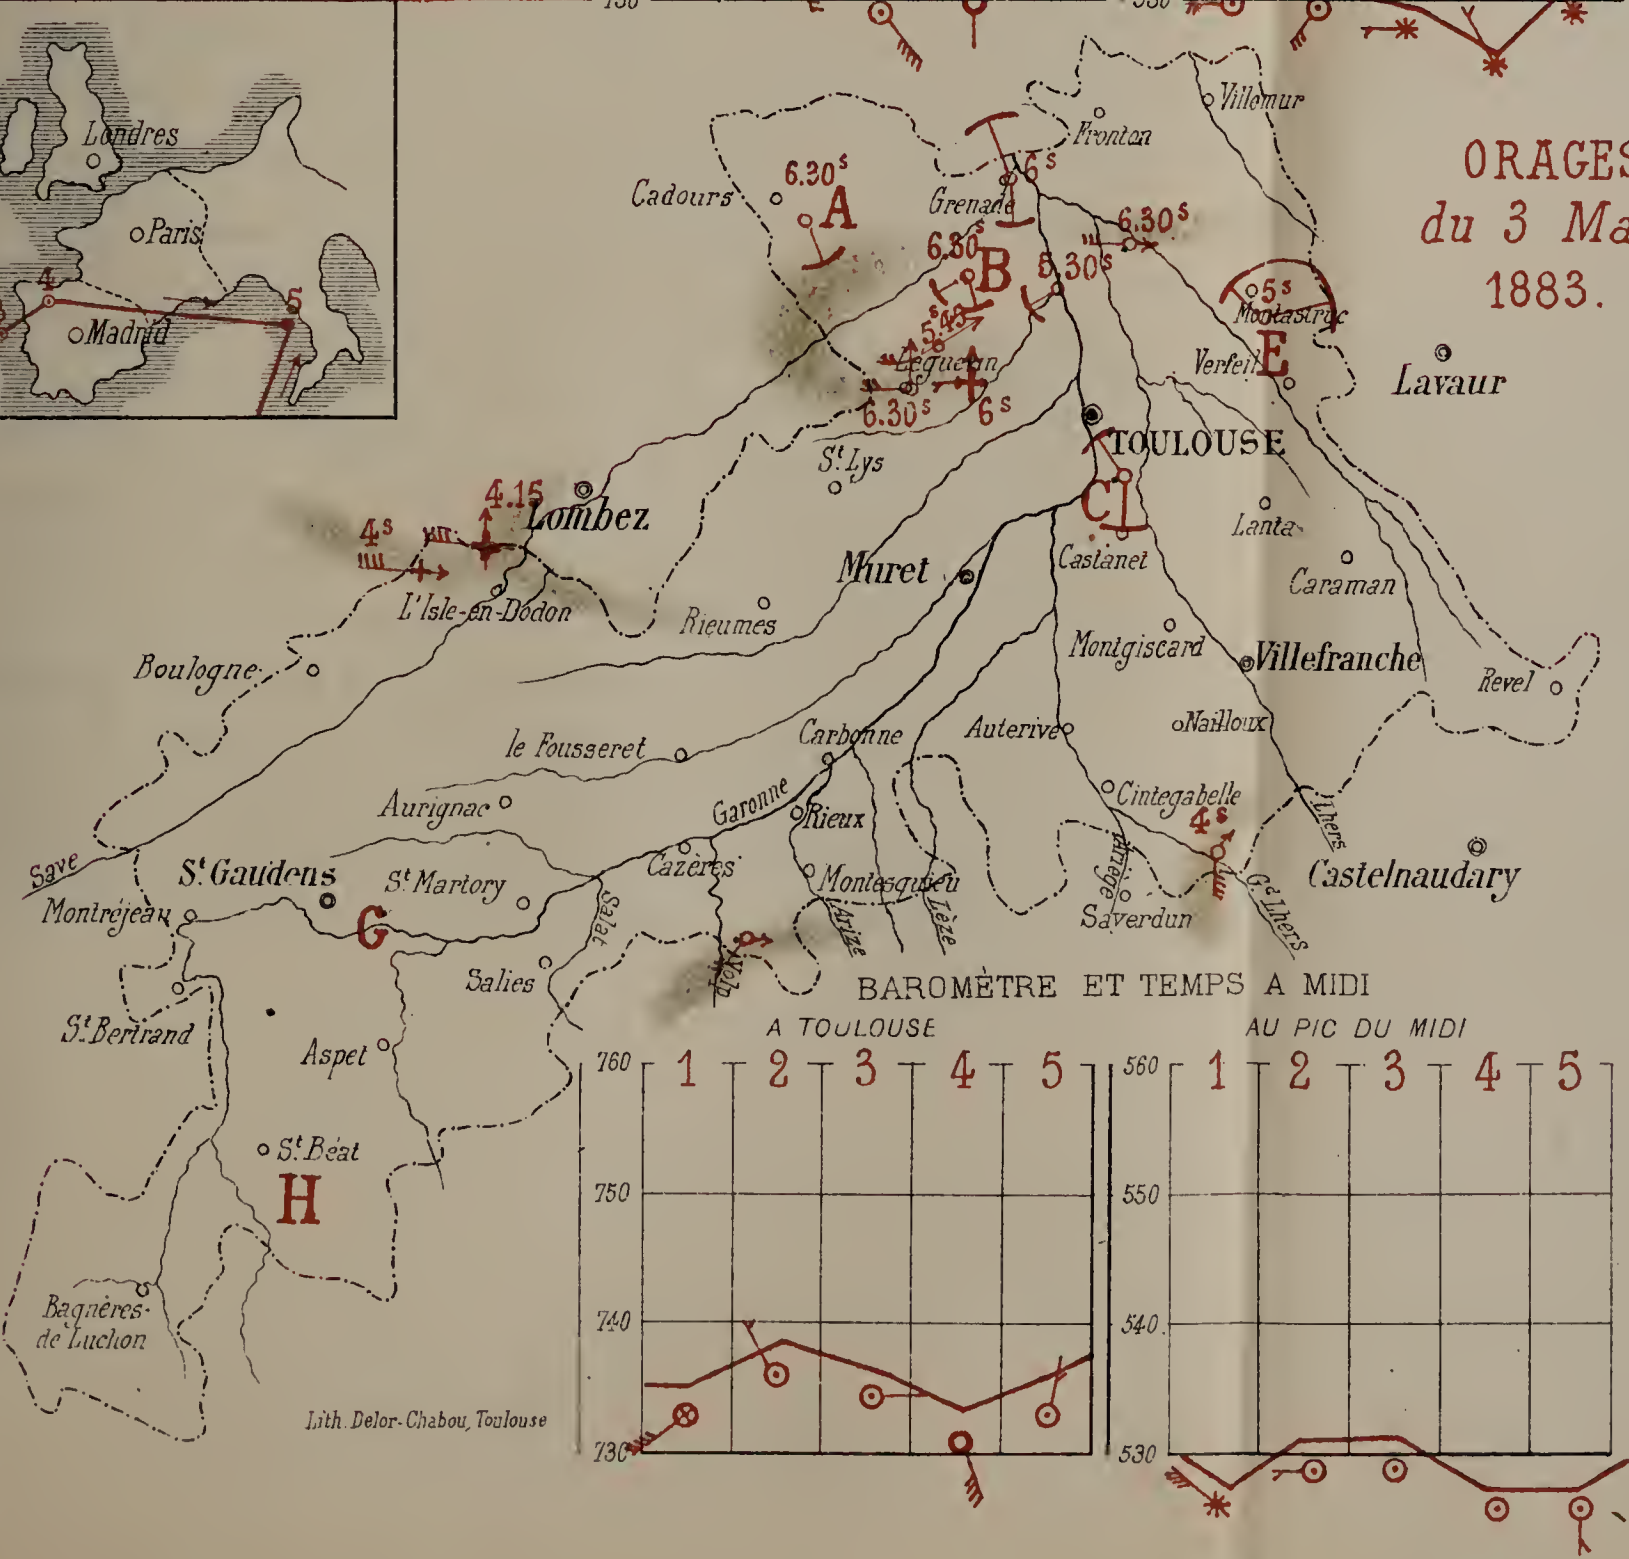 730
530
Londres
Paris
4
5
Madrid
ORAGES
du 3 Ma
1883.
Villemur
Fronton
6.30ˢ
A
6ˢ
Cadours
Grenade
6.30ˢ
6.30ˢ
B
5.30ˢ
5ˢ
Montastruc
5.45ˢ
Leguevin
Verfeil
E
Lavaur
6.30ˢ
6ˢ
TOULOUSE
Sᵗ Lys
4.15
Lombez
C
Lanta
4ˢ
Castanet
Muret
Caraman
L'Isle-en-Dodon
Rieumes
Montgiscard
Villefranche
Boulogne
Revel
Nailloux
Auterive
Carbonne
le Fousseret
Cintegabelle
Garonne
Aurignac
4ˢ
Rieux
Lhers
Save
Cazères
Ariège
Sᵗ Gaudens
Sᵗ Martory
Montesquieu
Castelnaudary
Montréjeau
G
Salat
Arize
Lèze
Saverdun
Gᵈ Lhers
Salies
Volp
BAROMÈTRE ET TEMPS A MIDI
Sᵗ Bertrand
A TOULOUSE
AU PIC DU MIDI
Aspet
760
1 2 3 4 5
560
1 2 3 4 5
Sᵗ Béat
H
750
550
Bagnères-
de Luchon
740
540
Lith. Delor-Chabou, Toulouse
730
530